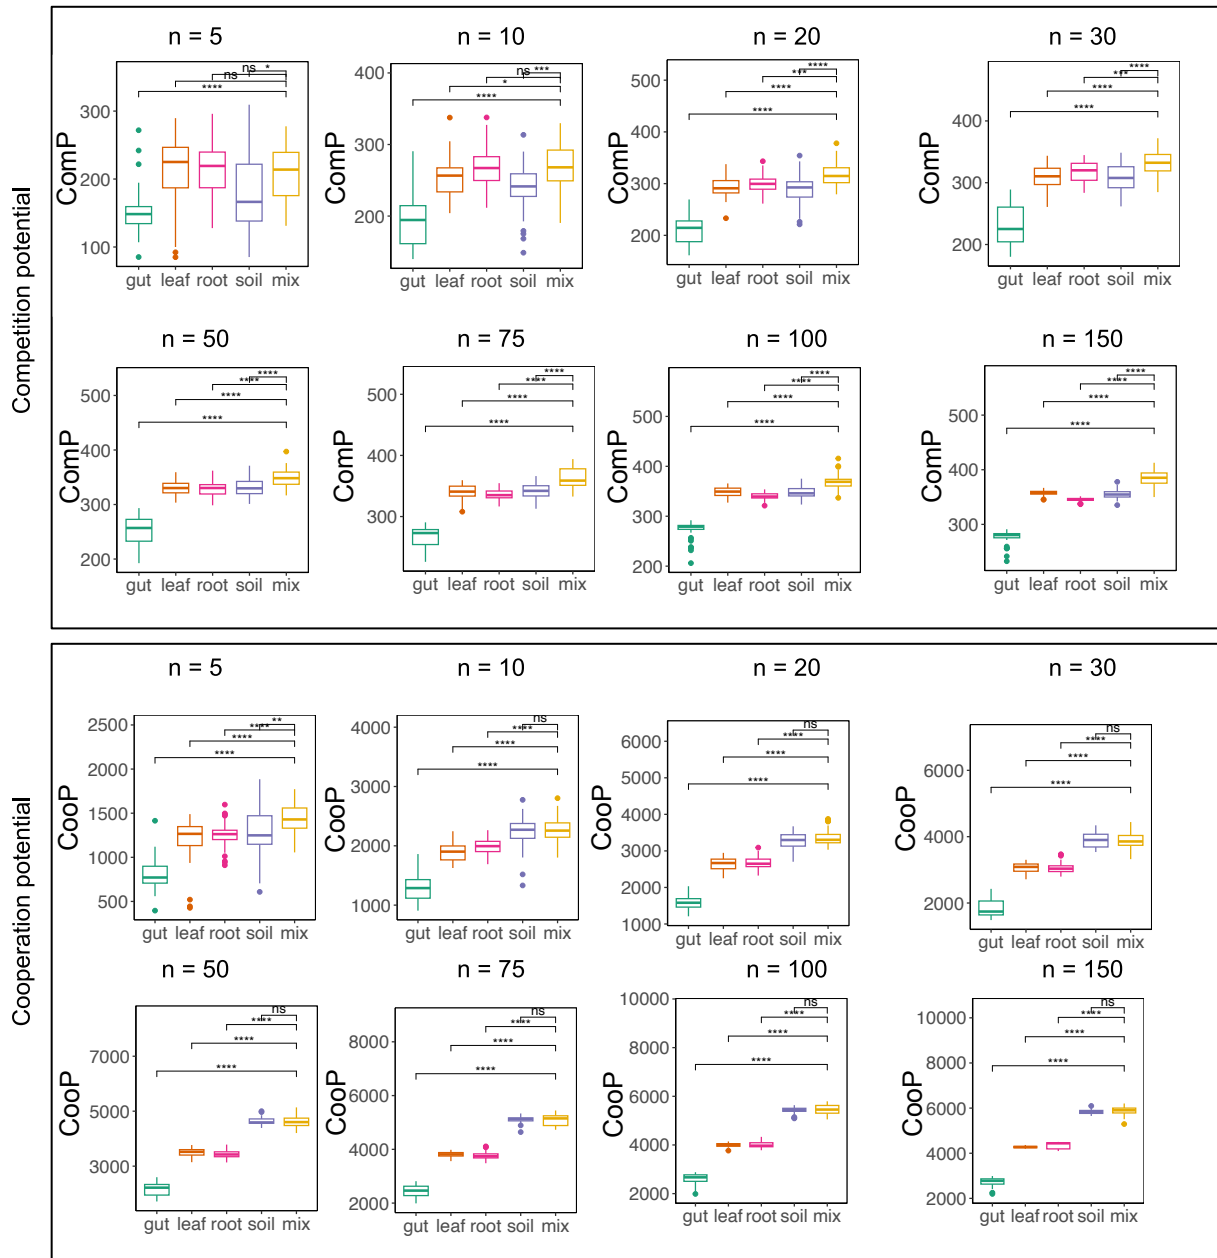 Competition potential
n = 5
n = 10
n = 20
n = 30
ComP
300
200
100
ns
*
ns
****
gut leaf root soil mix
ComP
400
300
200
ns
***
*
****
gut leaf root soil mix
ComP
500
400
300
200
****
***
****
****
gut leaf root soil mix
ComP
400
300
200
****
***
****
****
gut leaf root soil mix
n = 50
n = 75
n = 100
n = 150
ComP
500
400
300
200
****
****
****
****
gut leaf root soil mix
ComP
500
400
300
****
****
****
****
gut leaf root soil mix
ComP
500
400
300
200
****
****
****
****
gut leaf root soil mix
ComP
500
400
300
****
****
****
****
gut leaf root soil mix
Cooperation potential
n = 5
n = 10
n = 20
n = 30
CooP
2500
2000
1500
1000
500
**
****
****
****
gut leaf root soil mix
CooP
4000
3000
2000
1000
ns
****
****
****
gut leaf root soil mix
CooP
6000
5000
4000
3000
2000
1000
ns
****
****
****
gut leaf root soil mix
CooP
6000
4000
2000
ns
****
****
****
gut leaf root soil mix
n = 50
n = 75
n = 100
n = 150
CooP
7000
5000
3000
ns
****
****
****
gut leaf root soil mix
CooP
8000
6000
4000
2000
ns
****
****
****
gut leaf root soil mix
CooP
10000
8000
6000
4000
2000
ns
****
****
****
gut leaf root soil mix
CooP
10000
8000
6000
4000
2000
ns
****
****
****
gut leaf root soil mix